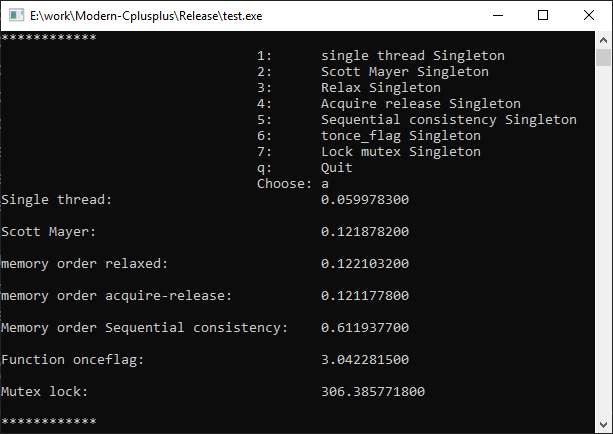 E:\work\Modern-Cplusplus\Release\test.exe
************
1: single thread Singleton
2: Scott Mayer Singleton
3: Relax Singleton
4: Acquire release Singleton
5: Sequential consistency Singleton
6: tonce_flag Singleton
7: Lock mutex Singleton
q: Quit
Choose: a
Single thread: 0.059978300
Scott Mayer: 0.121878200
memory order relaxed: 0.122103200
memory order acquire-release: 0.121177800
Memory order Sequential consistency: 0.611937700
Function onceflag: 3.042281500
Mutex lock: 306.385771800
************